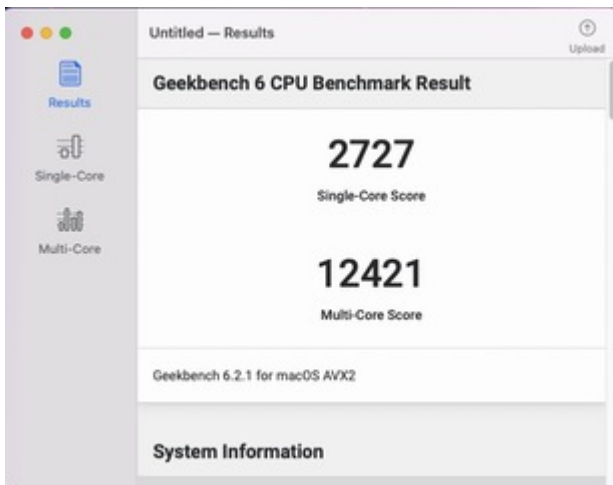 Untitled — Results
Upload
Results
Single-Core
Multi-Core
Geekbench 6 CPU Benchmark Result
2727
Single-Core Score
12421
Multi-Core Score
Geekbench 6.2.1 for macOS AVX2
System Information